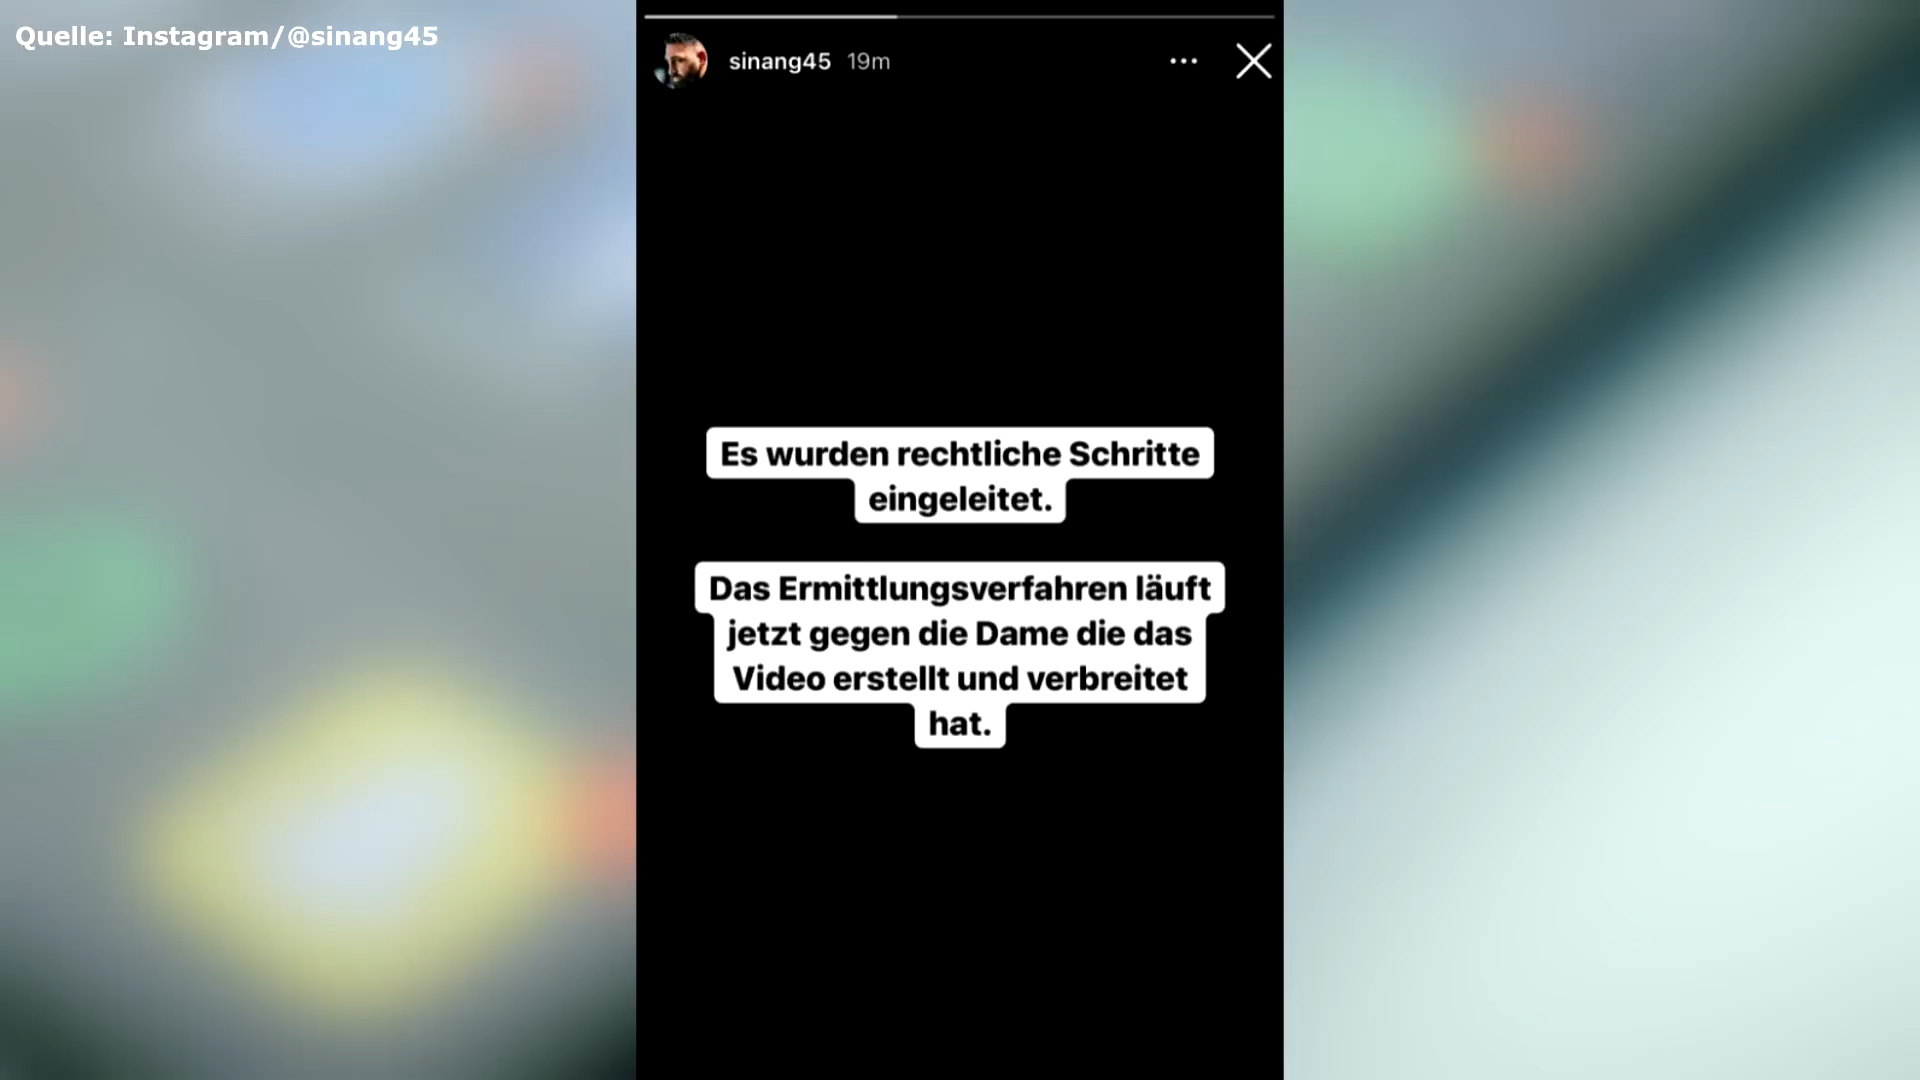 Quelle: Instagram/@sinang45
sinang45 19m
Es wurden rechtliche Schritte
eingeleitet.
Das Ermittlungsverfahren läuft
jetzt gegen die Dame die das
Video erstellt und verbreitet
hat.